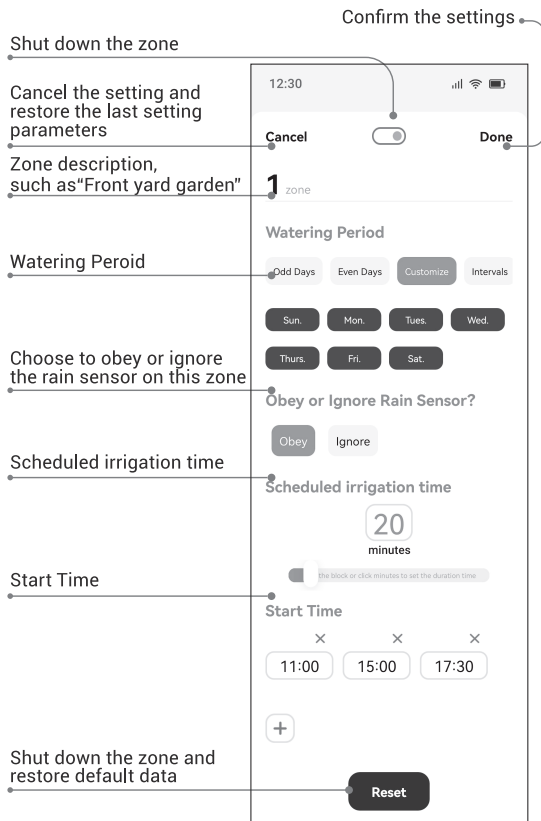 Confirm the settings
Shut down the zone
12:30
Cancel the setting and
restore the last setting
parameters
Cancel
Done
Zone description,
such as“Front yard garden”
1 zone
Watering Period
Watering Peroid
Odd Days Even Days Customize Intervals
Sun. Mon. Tues. Wed.
Thurs. Fri. Sat.
Choose to obey or ignore
the rain sensor on this zone
Obey or Ignore Rain Sensor?
Obey Ignore
Scheduled irrigation time
Scheduled irrigation time
20
minutes
the block or click minutes to set the duration time
Start Time
Start Time
11:00 15:00 17:30
Shut down the zone and
restore default data
Reset